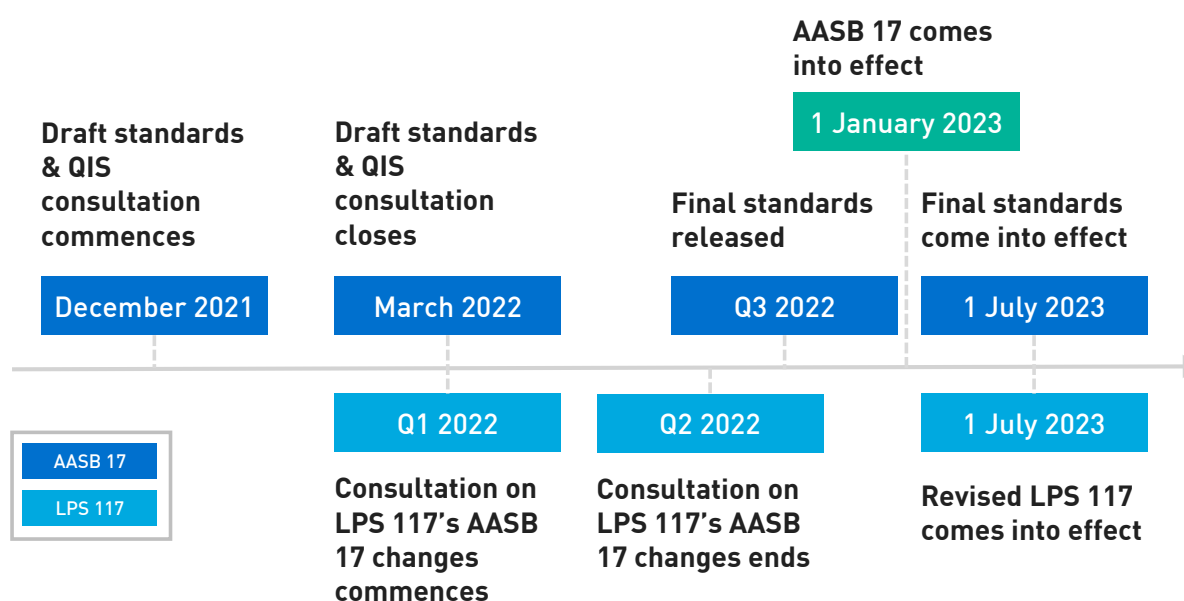 AASB 17 comes
into effect
1 January 2023
Draft standards
& QIS
consultation
commences
December 2021
Draft standards
& QIS
consultation
closes
March 2022
Final standards
released
Q3 2022
Final standards
come into effect
1 July 2023
Q1 2022
Consultation on
LPS 117’s AASB
17 changes
commences
Q2 2022
Consultation on
LPS 117’s AASB
17 changes ends
1 July 2023
Revised LPS 117
comes into effect
AASB 17
LPS 117